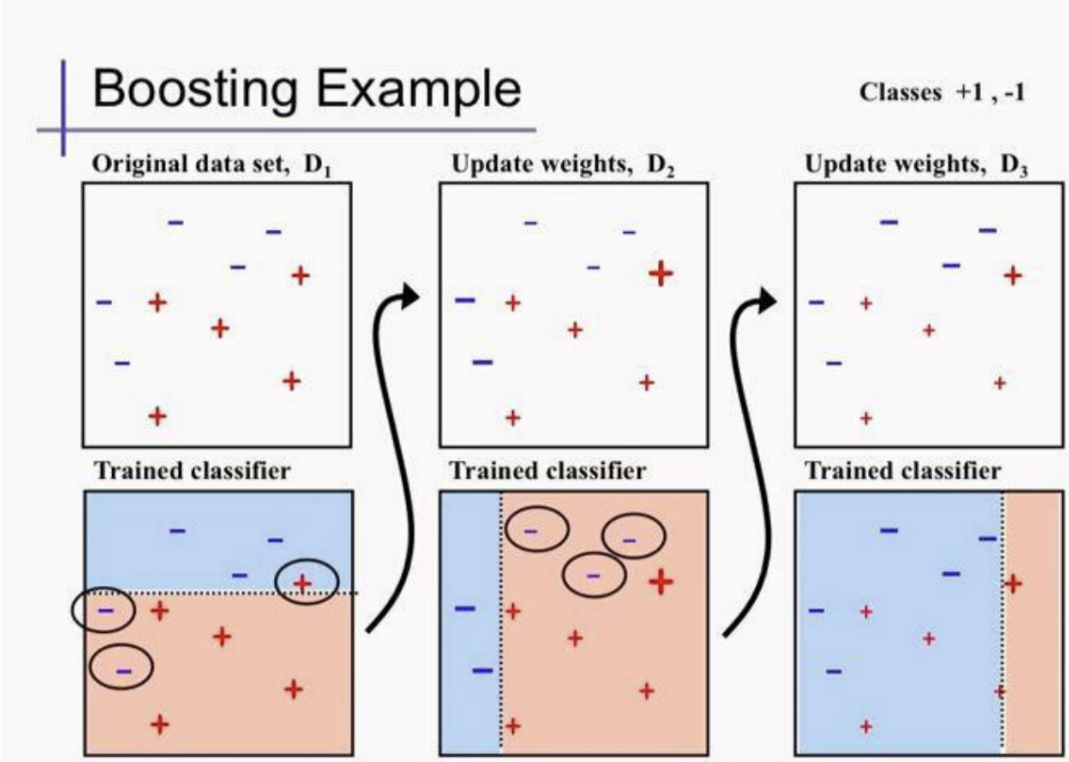 Boosting Example
Classes +1 , -1
Original data set, D₁
Update weights, D₂
Update weights, D₃
Trained classifier
Trained classifier
Trained classifier